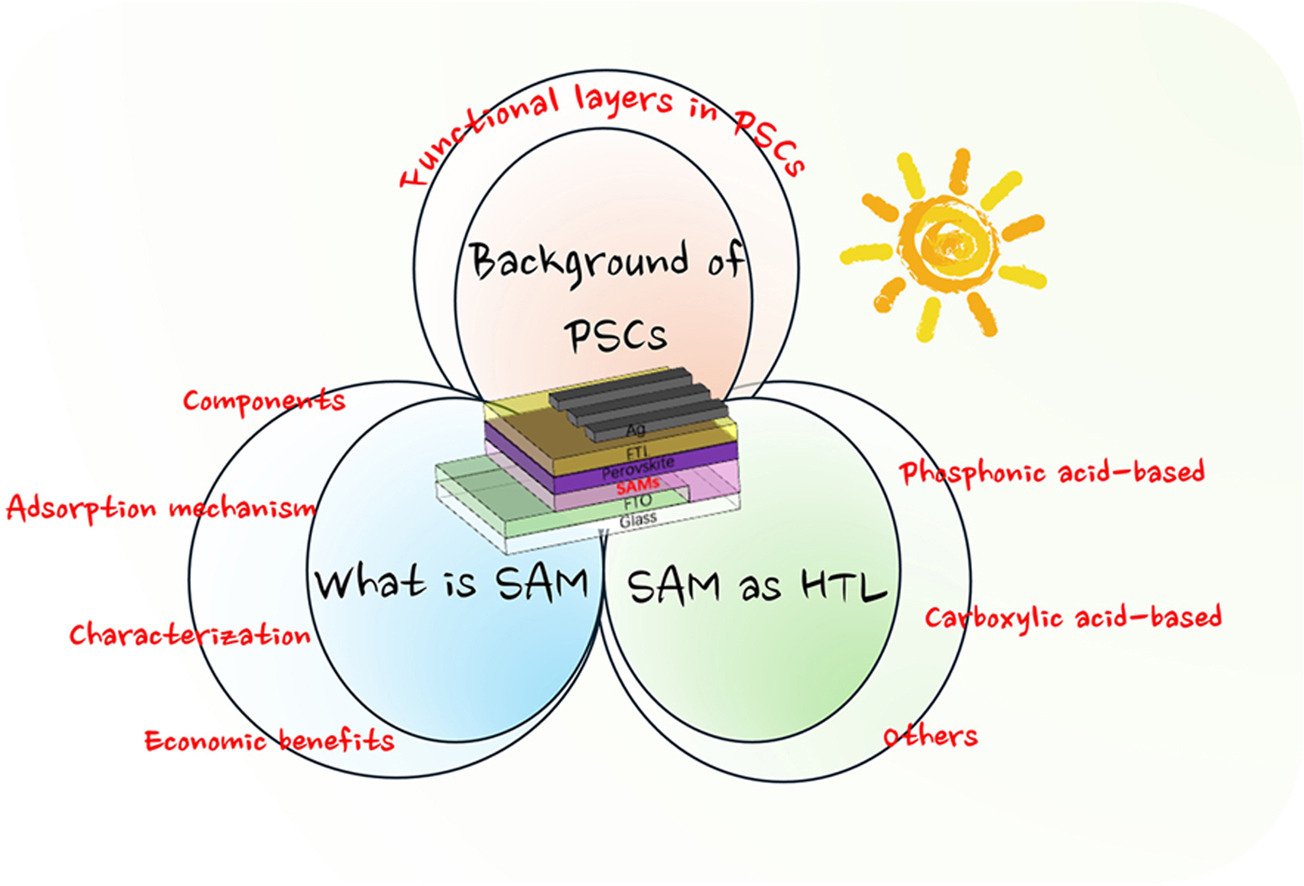 Functional layers in PSCs
Background of
PSCs
Ag
ETL
Perovskite
SAMs
FTO
Glass
Components
Adsorption mechanism
What is SAM
Characterization
Economic benefits
SAM as HTL
Phosphonic acid-based
Carboxylic acid-based
others